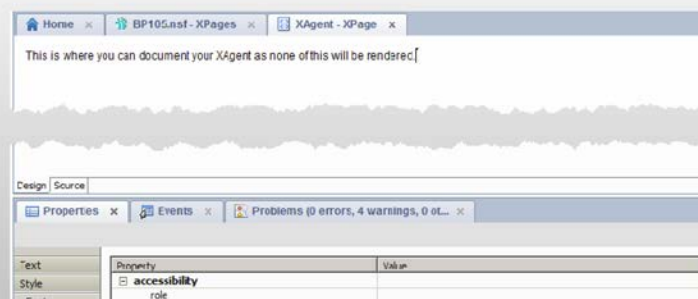 Home × BP105.nsf - XPages × XAgent - XPage ×
This is where you can document your XAgent as none of this will be rendered.
Design Source
Properties × Events × Problems (0 errors, 4 warnings, 0 ot... ×
Text Property Value
Style accessibility
role